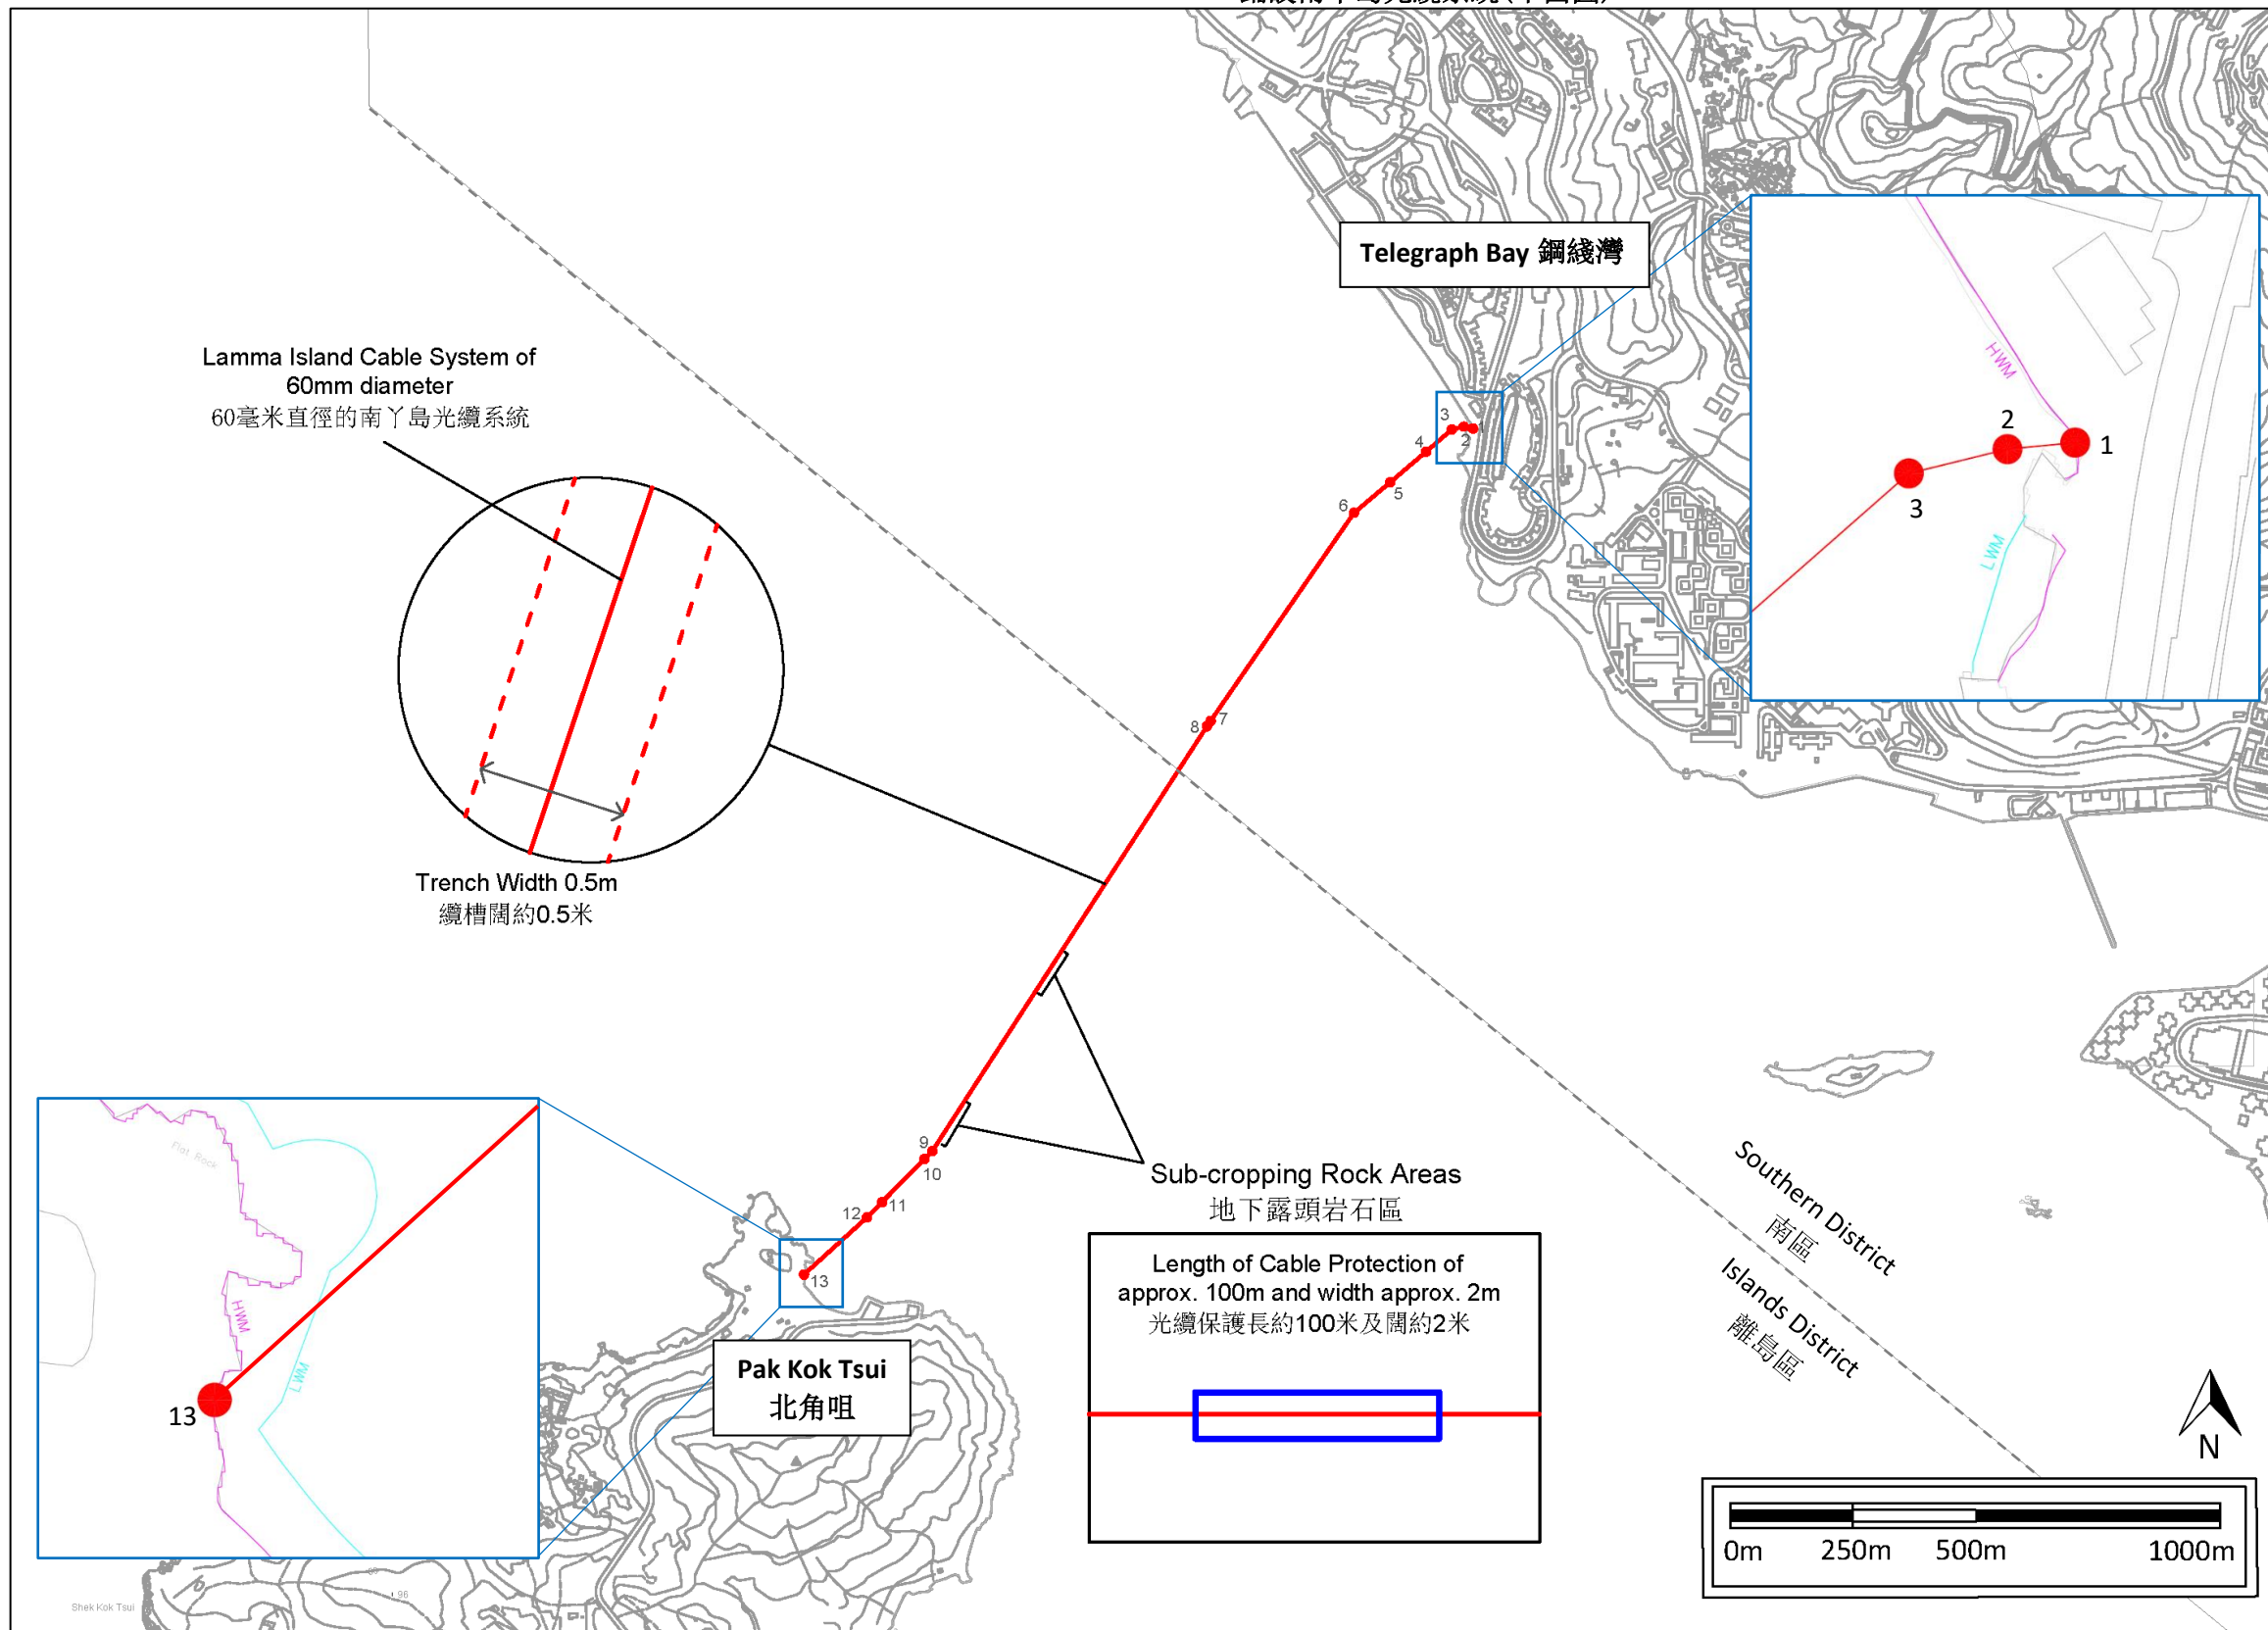 Telegraph Bay 鋼綫灣
HWM
2
1
3
LWM
Lamma Island Cable System of
60mm diameter
60毫米直徑的南丫島光纜系統
3
1
2
4
5
6
7
8
Trench Width 0.5m
纜槽闊約0.5米
9
10
11
12
13
Flat Rock
HWM
LWM
13
Sub-cropping Rock Areas
地下露頭岩石區
Length of Cable Protection of
approx. 100m and width approx. 2m
光纜保護長約100米及闊約2米
Pak Kok Tsui
北角咀
Southern District
南區
Islands District
離島區
N
0m 250m 500m 1000m
Shek Kok Tsui
96